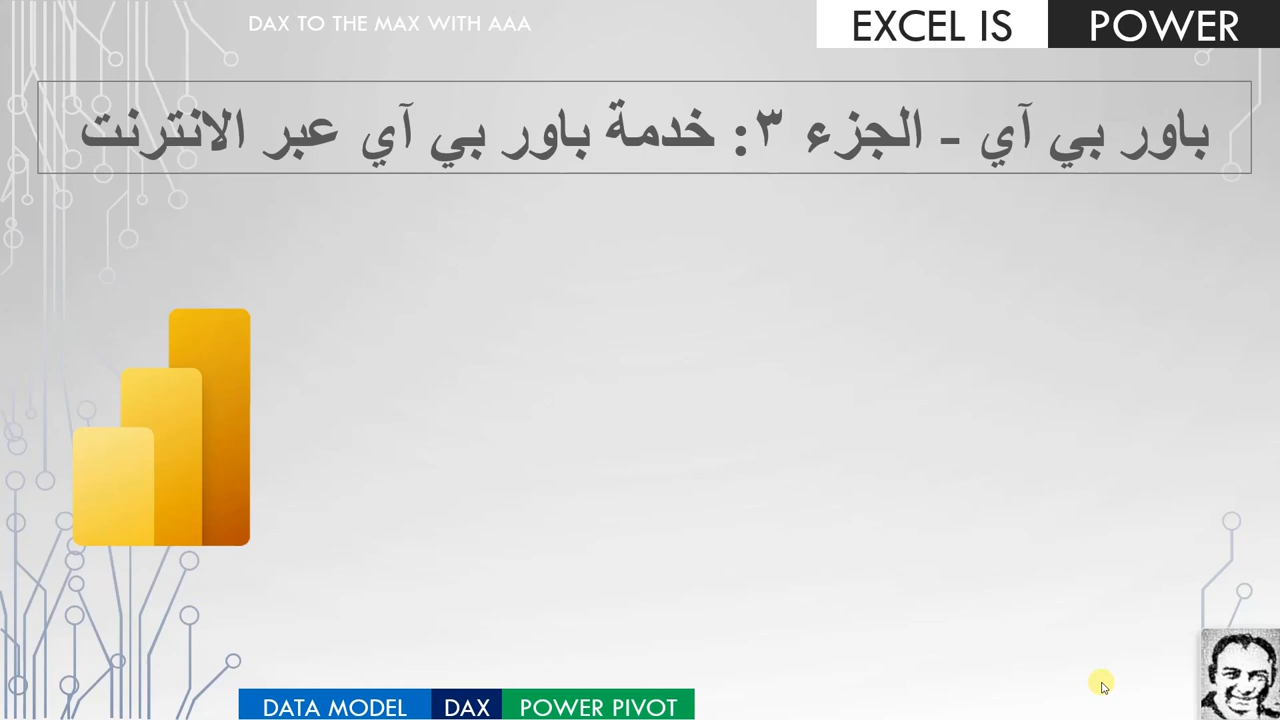 DAX TO THE MAX WITH AAA
EXCEL IS POWER
باور بي آي - الجزء ٣: خدمة باور بي آي عبر الانترنت
DATA MODEL DAX POWER PIVOT